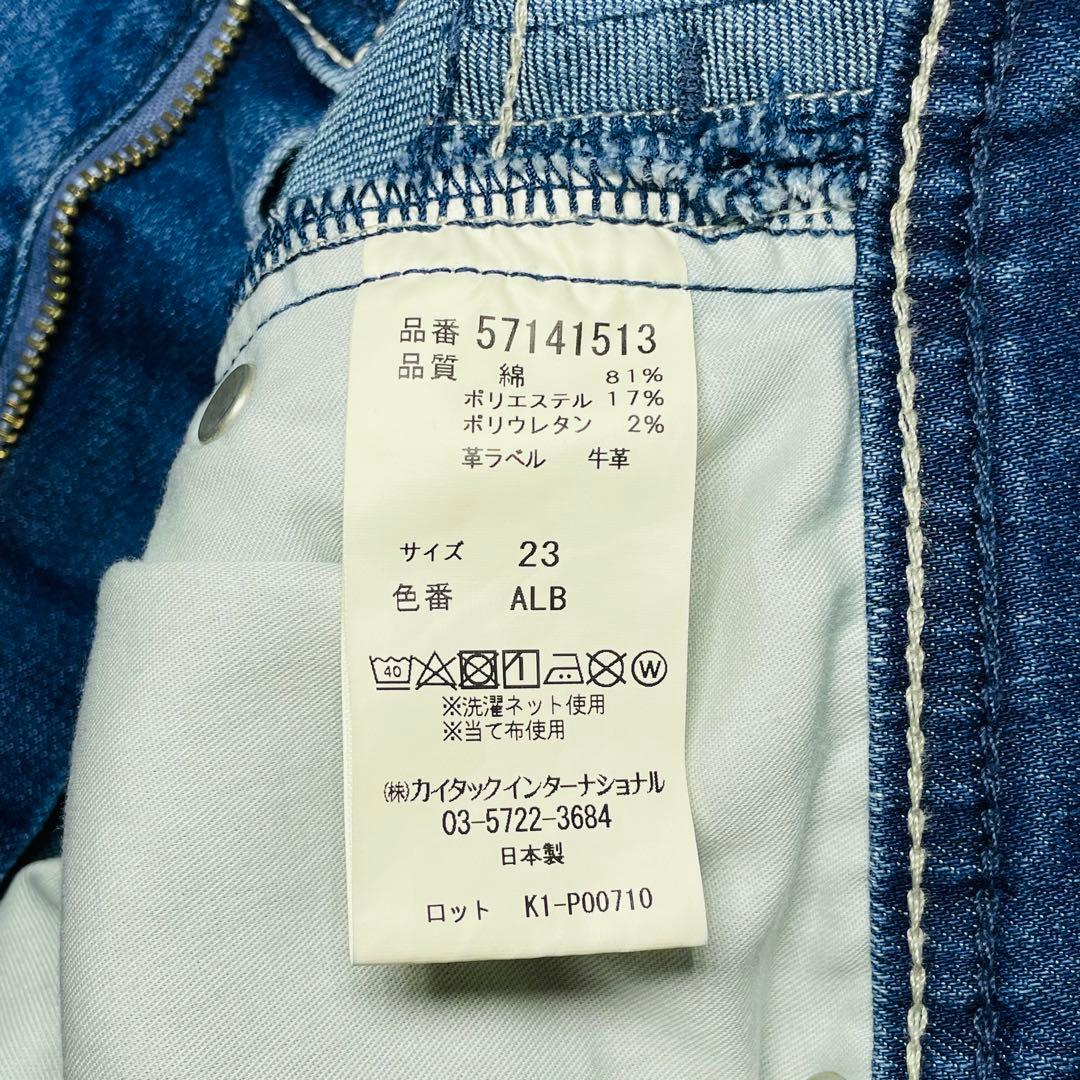 品番 57141513
品質 綿 81%
ポリエステル 17%
ポリウレタン 2%
革ラベル 牛革
サイズ 23
色番 ALB
40 W
※洗濯ネット使用
※当て布使用
㈱カイタックインターナショナル
03-5722-3684
日本製
ロット K1-P00710